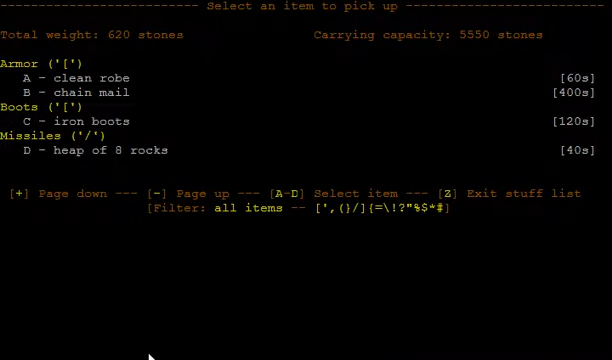 Select an item to pick up
Total weight: 620 stones Carrying capacity: 5550 stones
Armor ('[')
A - clean robe [60s]
B - chain mail [400s]
Boots ('[')
C - iron boots [120s]
Missiles ('/')
D - heap of 8 rocks [40s]
[+] Page down --- [-] Page up --- [A-D] Select item --- [Z] Exit stuff list
[Filter: all items -- [',(}/]{=\!?"%$*#]